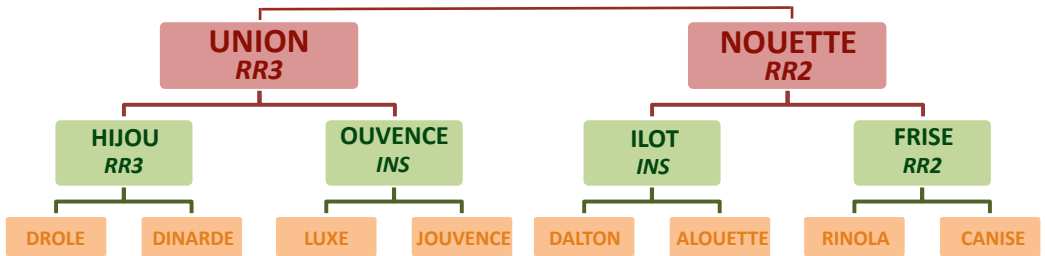 UNION
RR3
NOUETTE
RR2
HIJOU
RR3
OUVENCE
INS
ILOT
INS
FRISE
RR2
DROLE
DINARDE
LUXE
JOUVENCE
DALTON
ALOUETTE
RINOLA
CANISE